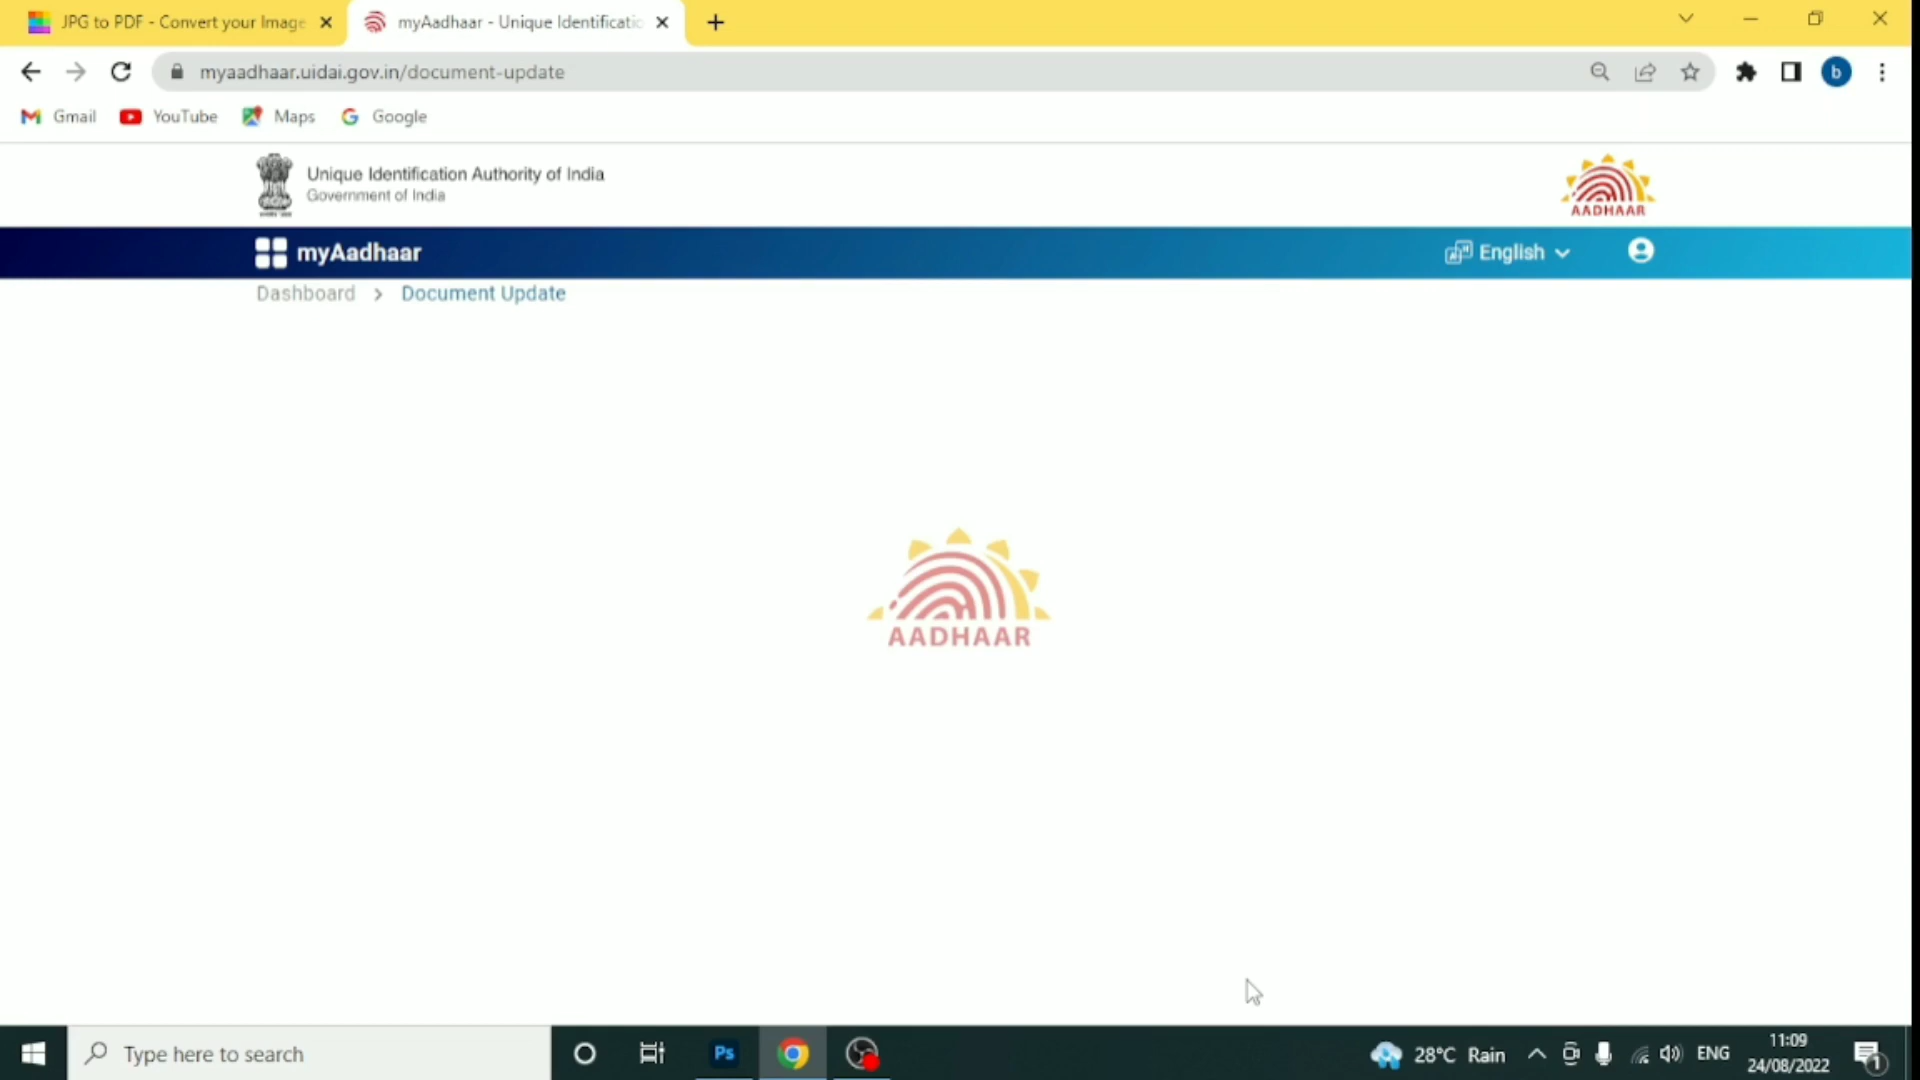 JPG to PDF - Convert your Image
myAadhaar - Unique Identificatic
myaadhaar.uidai.gov.in/document-update
b
Gmail
YouTube
Maps
Google
Unique Identification Authority of India
Government of India
AADHAAR
myAadhaar
English
Dashboard > Document Update
AADHAAR
Type here to search
Ps
28°C Rain
ENG
11:09
24/08/2022
1